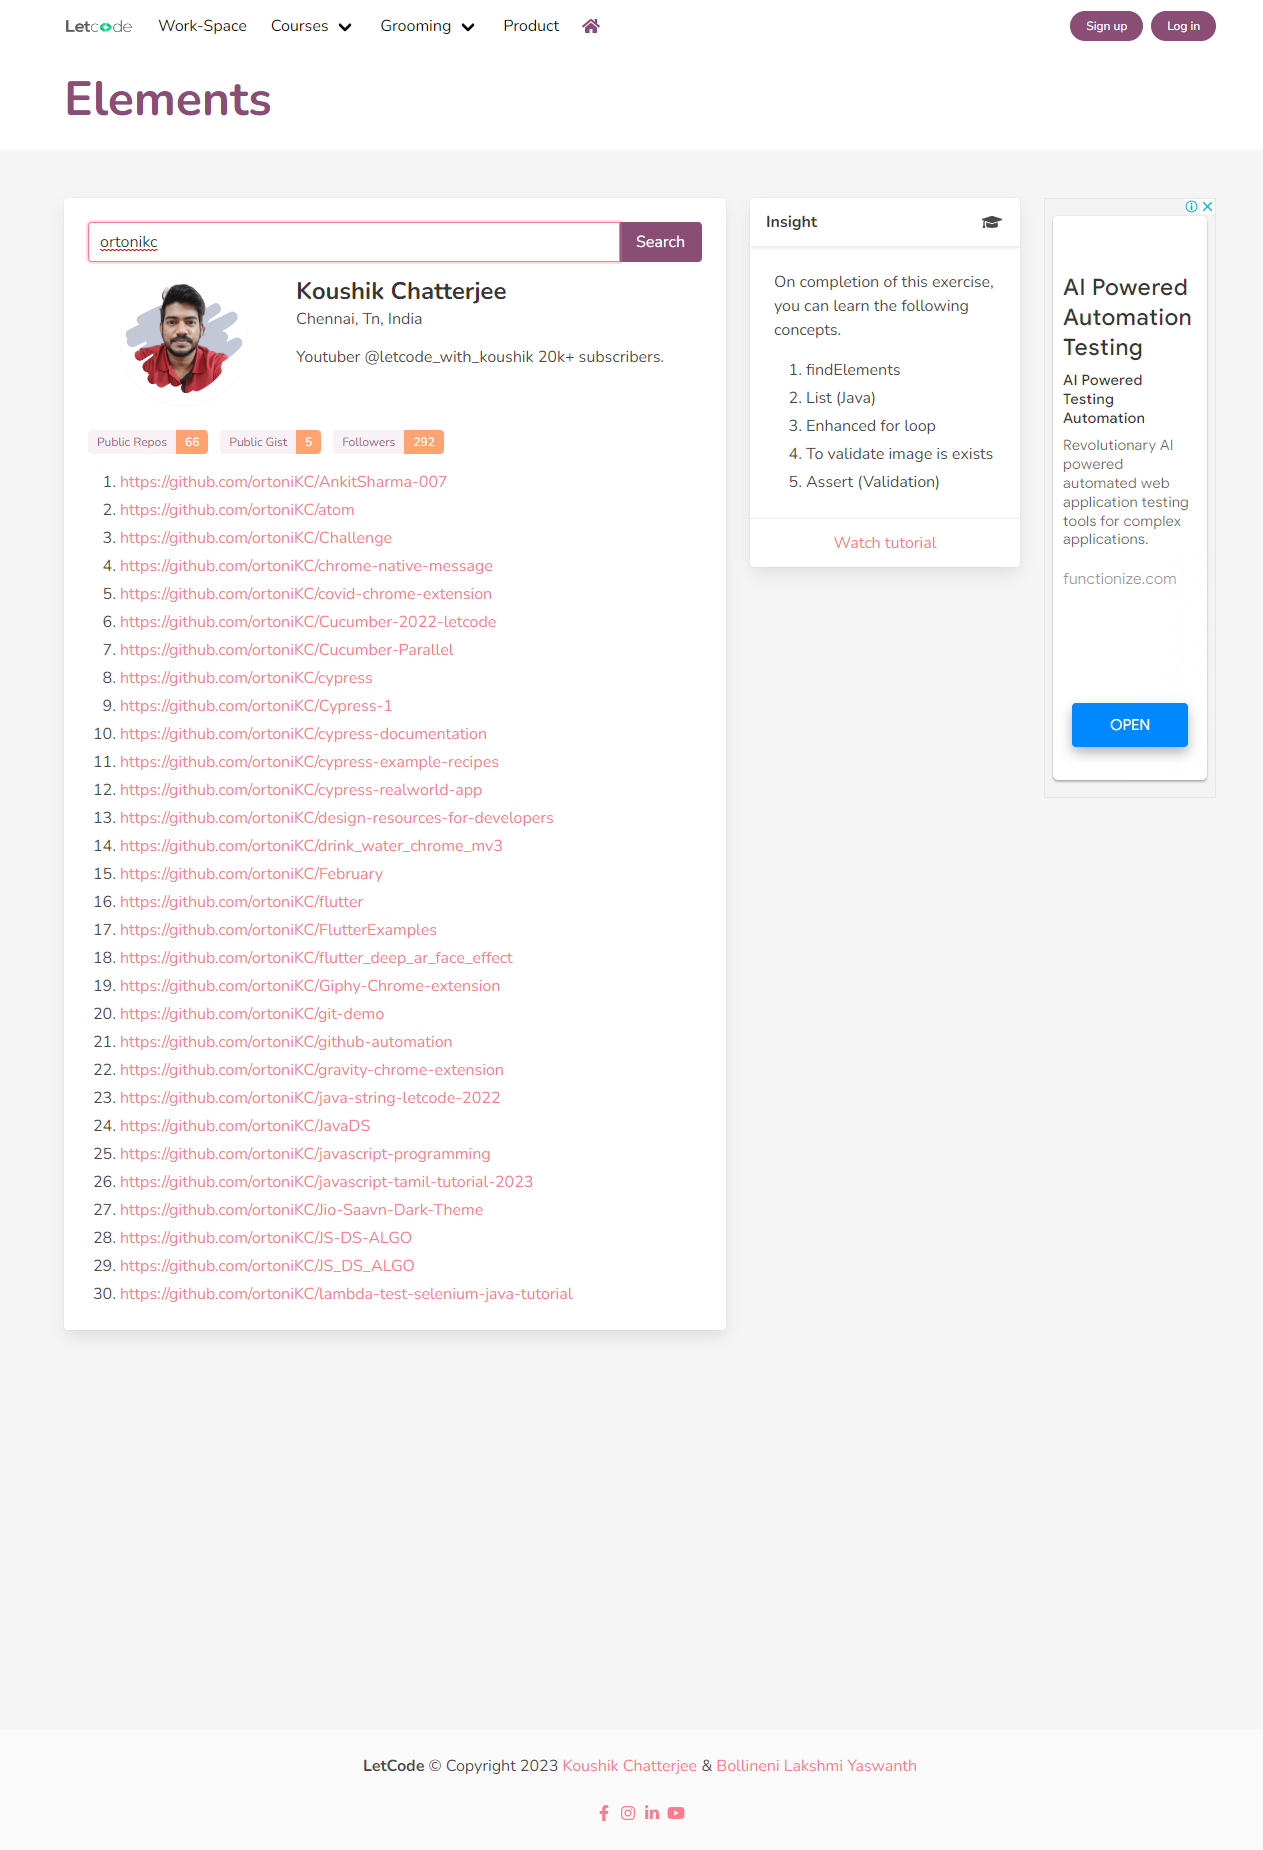 Letcode Work-Space Courses Grooming Product Sign up Log in
Elements
ortonikc Search
Koushik Chatterjee
Chennai, Tn, India
Youtuber @letcode_with_koushik 20k+ subscribers.
Public Repos 66 Public Gist 5 Followers 292
1. https://github.com/ortoniKC/AnkitSharma-007
2. https://github.com/ortoniKC/atom
3. https://github.com/ortoniKC/Challenge
4. https://github.com/ortoniKC/chrome-native-message
5. https://github.com/ortoniKC/covid-chrome-extension
6. https://github.com/ortoniKC/Cucumber-2022-letcode
7. https://github.com/ortoniKC/Cucumber-Parallel
8. https://github.com/ortoniKC/cypress
9. https://github.com/ortoniKC/Cypress-1
10. https://github.com/ortoniKC/cypress-documentation
11. https://github.com/ortoniKC/cypress-example-recipes
12. https://github.com/ortoniKC/cypress-realworld-app
13. https://github.com/ortoniKC/design-resources-for-developers
14. https://github.com/ortoniKC/drink_water_chrome_mv3
15. https://github.com/ortoniKC/February
16. https://github.com/ortoniKC/flutter
17. https://github.com/ortoniKC/FlutterExamples
18. https://github.com/ortoniKC/flutter_deep_ar_face_effect
19. https://github.com/ortoniKC/Giphy-Chrome-extension
20. https://github.com/ortoniKC/git-demo
21. https://github.com/ortoniKC/github-automation
22. https://github.com/ortoniKC/gravity-chrome-extension
23. https://github.com/ortoniKC/java-string-letcode-2022
24. https://github.com/ortoniKC/JavaDS
25. https://github.com/ortoniKC/javascript-programming
26. https://github.com/ortoniKC/javascript-tamil-tutorial-2023
27. https://github.com/ortoniKC/Jio-Saavn-Dark-Theme
28. https://github.com/ortoniKC/JS-DS-ALGO
29. https://github.com/ortoniKC/JS_DS_ALGO
30. https://github.com/ortoniKC/lambda-test-selenium-java-tutorial
Insight
On completion of this exercise,
you can learn the following
concepts.
1. findElements
2. List (Java)
3. Enhanced for loop
4. To validate image is exists
5. Assert (Validation)
Watch tutorial
AI Powered
Automation
Testing
AI Powered
Testing
Automation
Revolutionary AI
powered
automated web
application testing
tools for complex
applications.
functionize.com
OPEN
LetCode © Copyright 2023 Koushik Chatterjee & Bollineni Lakshmi Yaswanth